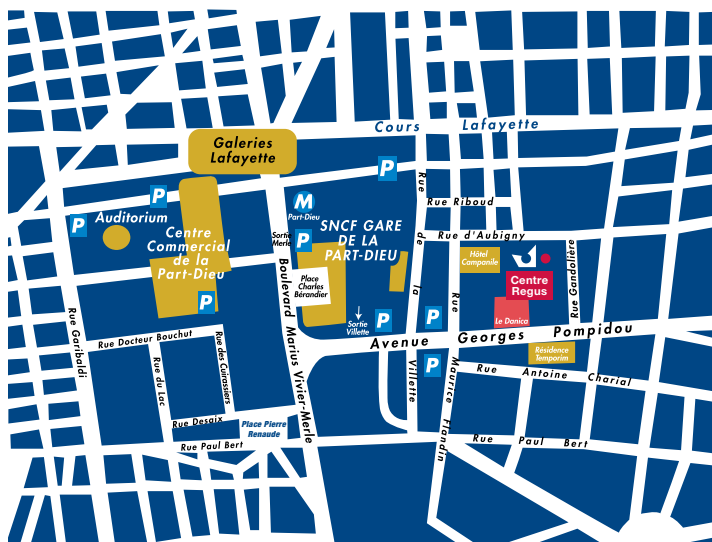 Cours Lafayette
Galeries
Lafayette
P
P
P
M
Part-Dieu
Auditorium
Centre
Commercial
de la
Part-Dieu
P
Sortie
Merle
P
SNCF GARE
DE LA
PART-DIEU
Place
Charles
Bérandier
Sortie
Villette
P
P
P
Rue de la Villette
Rue Riboud
Rue d'Aubigny
Hôtel
Campanile
Centre
Regus
Le Danica
Rue Gandolière
Avenue Georges Pompidou
Résidence
Temporim
Rue Maurice Flandin
Rue Antoine Charial
Rue Paul Bert
Boulevard Marius Vivier-Merle
Rue Garibaldi
Rue Docteur Bouchut
Rue du Lac
Rue des Cuirassiers
Rue Desaix
Place Pierre
Renaude
Rue Paul Bert